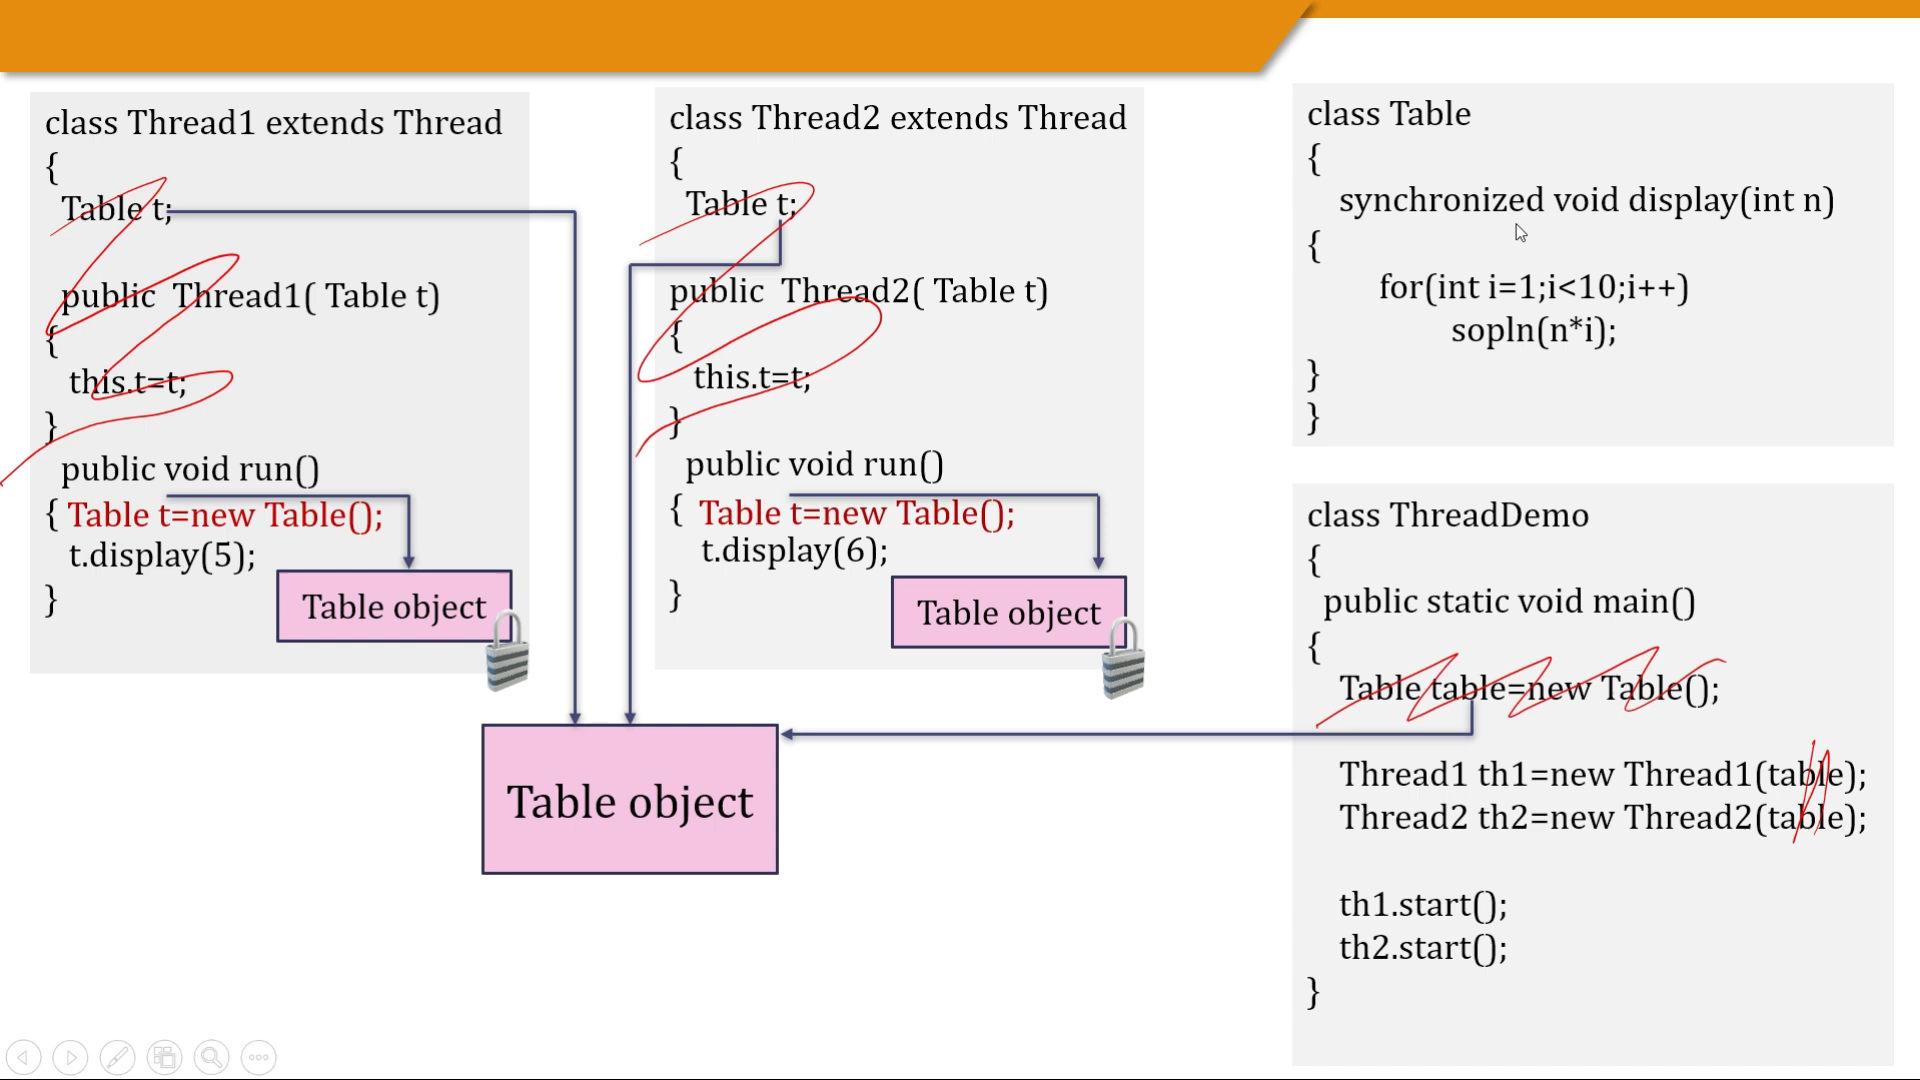 class Thread1 extends Thread
{
Table t;
public Thread1( Table t)
{
this.t=t;
}
public void run()
{ Table t=new Table();
t.display(5);
}
Table object
class Thread2 extends Thread
{
Table t;
public Thread2( Table t)
{
this.t=t;
}
public void run()
{ Table t=new Table();
t.display(6);
}
Table object
Table object
class Table
{
synchronized void display(int n)
{
for(int i=1;i<10;i++)
sopln(n*i);
}
}
class ThreadDemo
{
public static void main()
{
Table table=new Table();
Thread1 th1=new Thread1(table);
Thread2 th2=new Thread2(table);
th1.start();
th2.start();
}